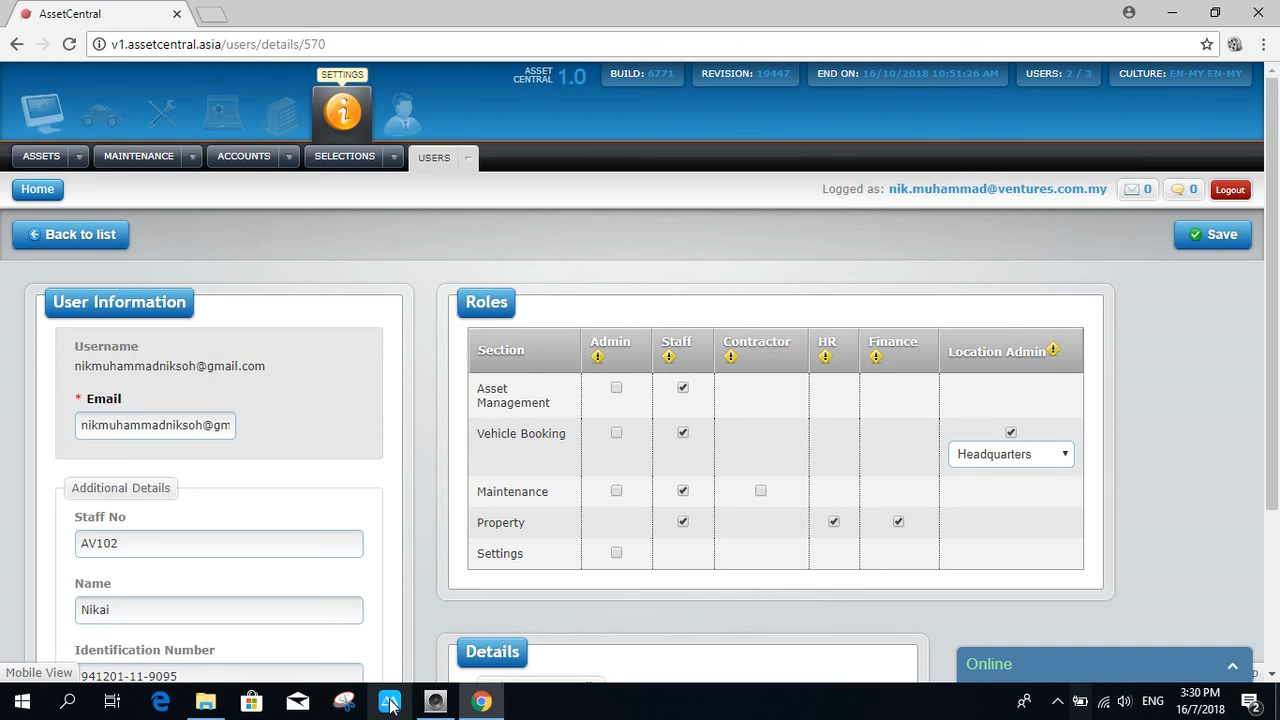 AssetCentral
v1.assetcentral.asia/users/details/570
SETTINGS
ASSET CENTRAL 1.0
BUILD: 6771
REVISION: 19447
END ON: 16/10/2018 10:51:26 AM
USERS: 2 / 3
CULTURE: EN-MY EN-MY
ASSETS
MAINTENANCE
ACCOUNTS
SELECTIONS
USERS
Home
Logged as: nik.muhammad@ventures.com.my
0
0
Logout
Back to list
Save
User Information
Username
nikmuhammadniksoh@gmail.com
* Email
nikmuhammadniksoh@gm
Additional Details
Staff No
AV102
Name
Nikai
Identification Number
941201-11-9095
Roles
Section Admin Staff Contractor HR Finance Location Admin
Asset
Management
Vehicle Booking
Headquarters
Maintenance
Property
Settings
Details
Online
Mobile View
ENG
3:30 PM
16/7/2018
2